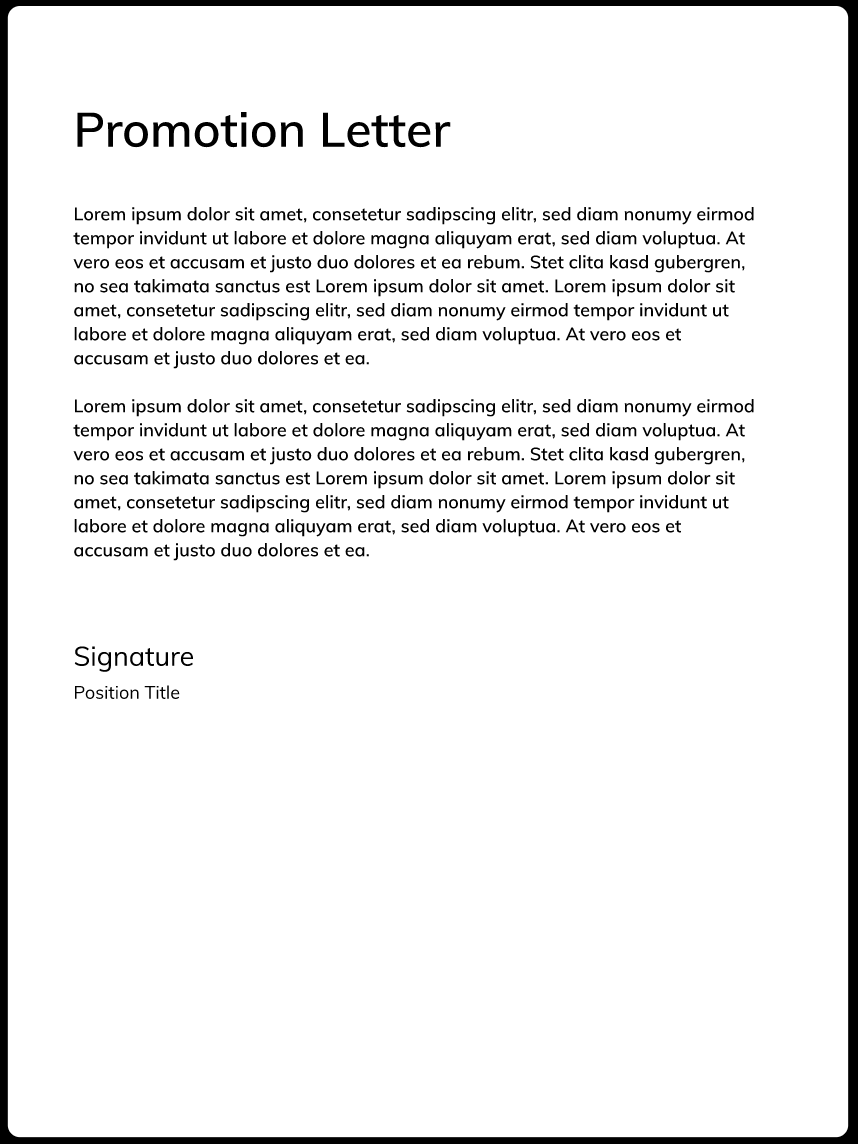 Promotion Letter
Lorem ipsum dolor sit amet, consetetur sadipscing elitr, sed diam nonumy eirmod
tempor invidunt ut labore et dolore magna aliquyam erat, sed diam voluptua. At
vero eos et accusam et justo duo dolores et ea rebum. Stet clita kasd gubergren,
no sea takimata sanctus est Lorem ipsum dolor sit amet. Lorem ipsum dolor sit
amet, consetetur sadipscing elitr, sed diam nonumy eirmod tempor invidunt ut
labore et dolore magna aliquyam erat, sed diam voluptua. At vero eos et
accusam et justo duo dolores et ea.
Lorem ipsum dolor sit amet, consetetur sadipscing elitr, sed diam nonumy eirmod
tempor invidunt ut labore et dolore magna aliquyam erat, sed diam voluptua. At
vero eos et accusam et justo duo dolores et ea rebum. Stet clita kasd gubergren,
no sea takimata sanctus est Lorem ipsum dolor sit amet. Lorem ipsum dolor sit
amet, consetetur sadipscing elitr, sed diam nonumy eirmod tempor invidunt ut
labore et dolore magna aliquyam erat, sed diam voluptua. At vero eos et
accusam et justo duo dolores et ea.
Signature
Position Title